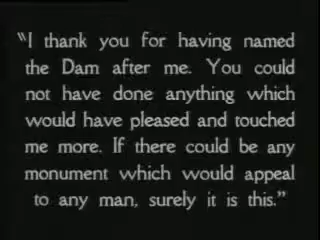 "I thank you for having named
the Dam after me. You could
not have done anything which
would have pleased and touched
me more. If there could be any
monument which would appeal
to any man, surely it is this."